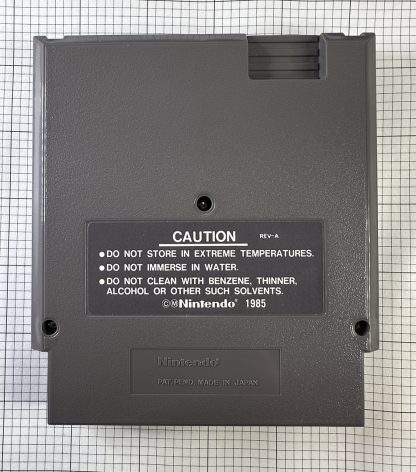 CAUTION REV-A
●DO NOT STORE IN EXTREME TEMPERATURES.
●DO NOT IMMERSE IN WATER.
●DO NOT CLEAN WITH BENZENE, THINNER,
ALCOHOL OR OTHER SUCH SOLVENTS.
©ⓂNintendo® 1985
Nintendo®
PAT. PEND. MADE IN JAPAN